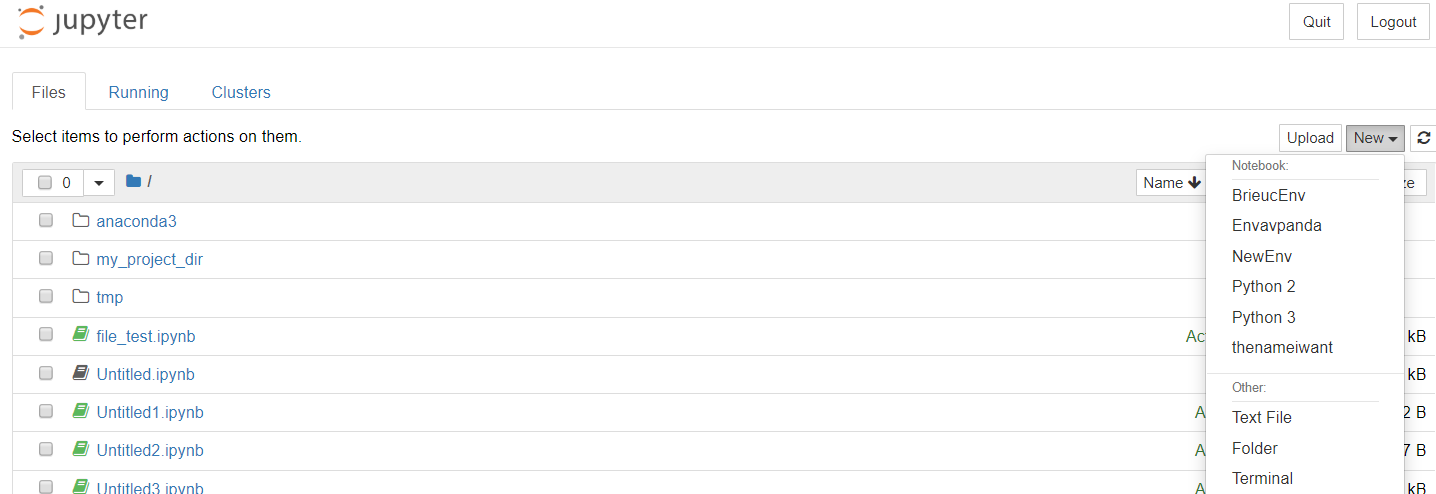 jupyter
Quit
Logout
Files
Running
Clusters
Select items to perform actions on them.
Upload
New
0
/
Name
ze
Notebook:
BrieucEnv
Envavpanda
NewEnv
Python 2
Python 3
thenameiwant
Other:
Text File
Folder
Terminal
anaconda3
my_project_dir
tmp
file_test.ipynb
Ac
kB
Untitled.ipynb
kB
Untitled1.ipynb
A
2 B
Untitled2.ipynb
A
7 B
Untitled3.ipynb
A
kB